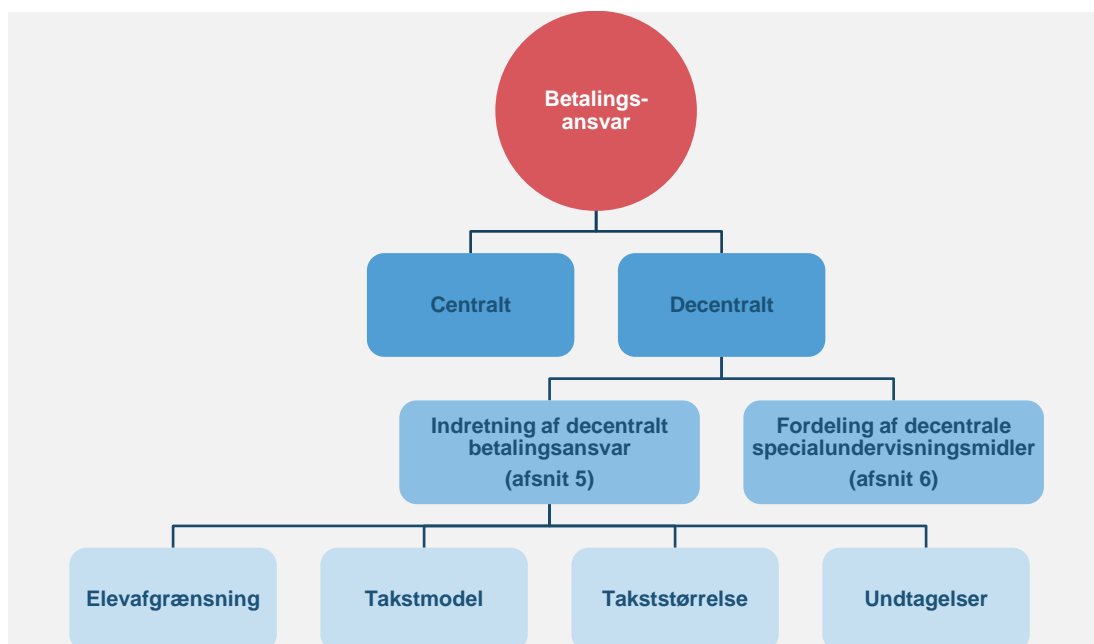 Betalings-
ansvar
Centralt
Decentralt
Indretning af decentralt
betalingsansvar
(afsnit 5)
Fordeling af decentrale
specialundervisningsmidler
(afsnit 6)
Elevafgrænsning
Takstmodel
Takststørrelse
Undtagelser